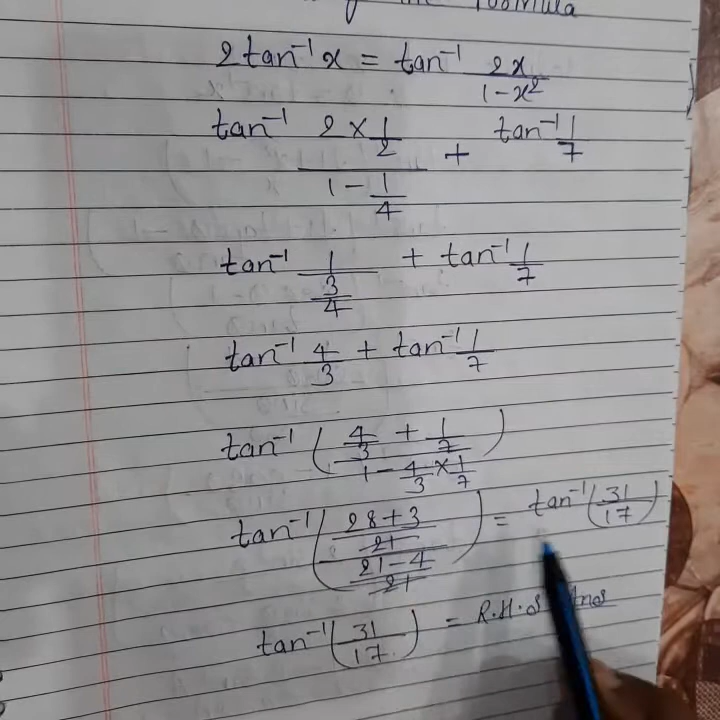 the Formula
2tan⁻¹x = tan⁻¹ 2x/(1-x²)
tan⁻¹ (2×1/2)/(1-1/4) + tan⁻¹ 1/7
tan⁻¹ 1/(3/4) + tan⁻¹ 1/7
tan⁻¹ 4/3 + tan⁻¹ 1/7
tan⁻¹ ((4/3 + 1/7)/(1 - 4/3 × 1/7))
tan⁻¹ (((28+3)/21)/((21-4)/21)) = tan⁻¹(31/17)
tan⁻¹(31/17) = R.H.S Ans